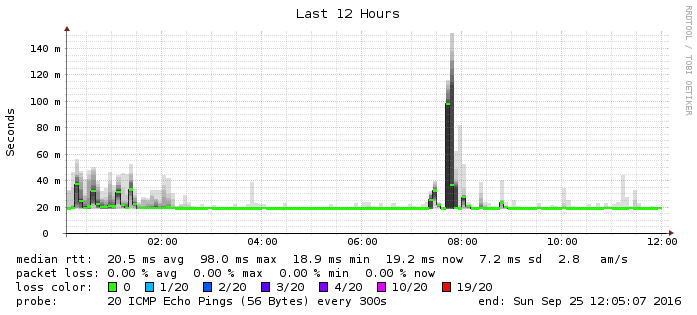 Last 12 Hours
RRDTOOL / TOBI OETIKER
Seconds
140 m
120 m
100 m
80 m
60 m
40 m
20 m
0
02:00 04:00 06:00 08:00 10:00 12:00
median rtt: 20.5 ms avg 98.0 ms max 18.9 ms min 19.2 ms now 7.2 ms sd 2.8 am/s
packet loss: 0.00 % avg 0.00 % max 0.00 % min 0.00 % now
loss color: 0 1/20 2/20 3/20 4/20 10/20 19/20
probe: 20 ICMP Echo Pings (56 Bytes) every 300s end: Sun Sep 25 12:05:07 2016